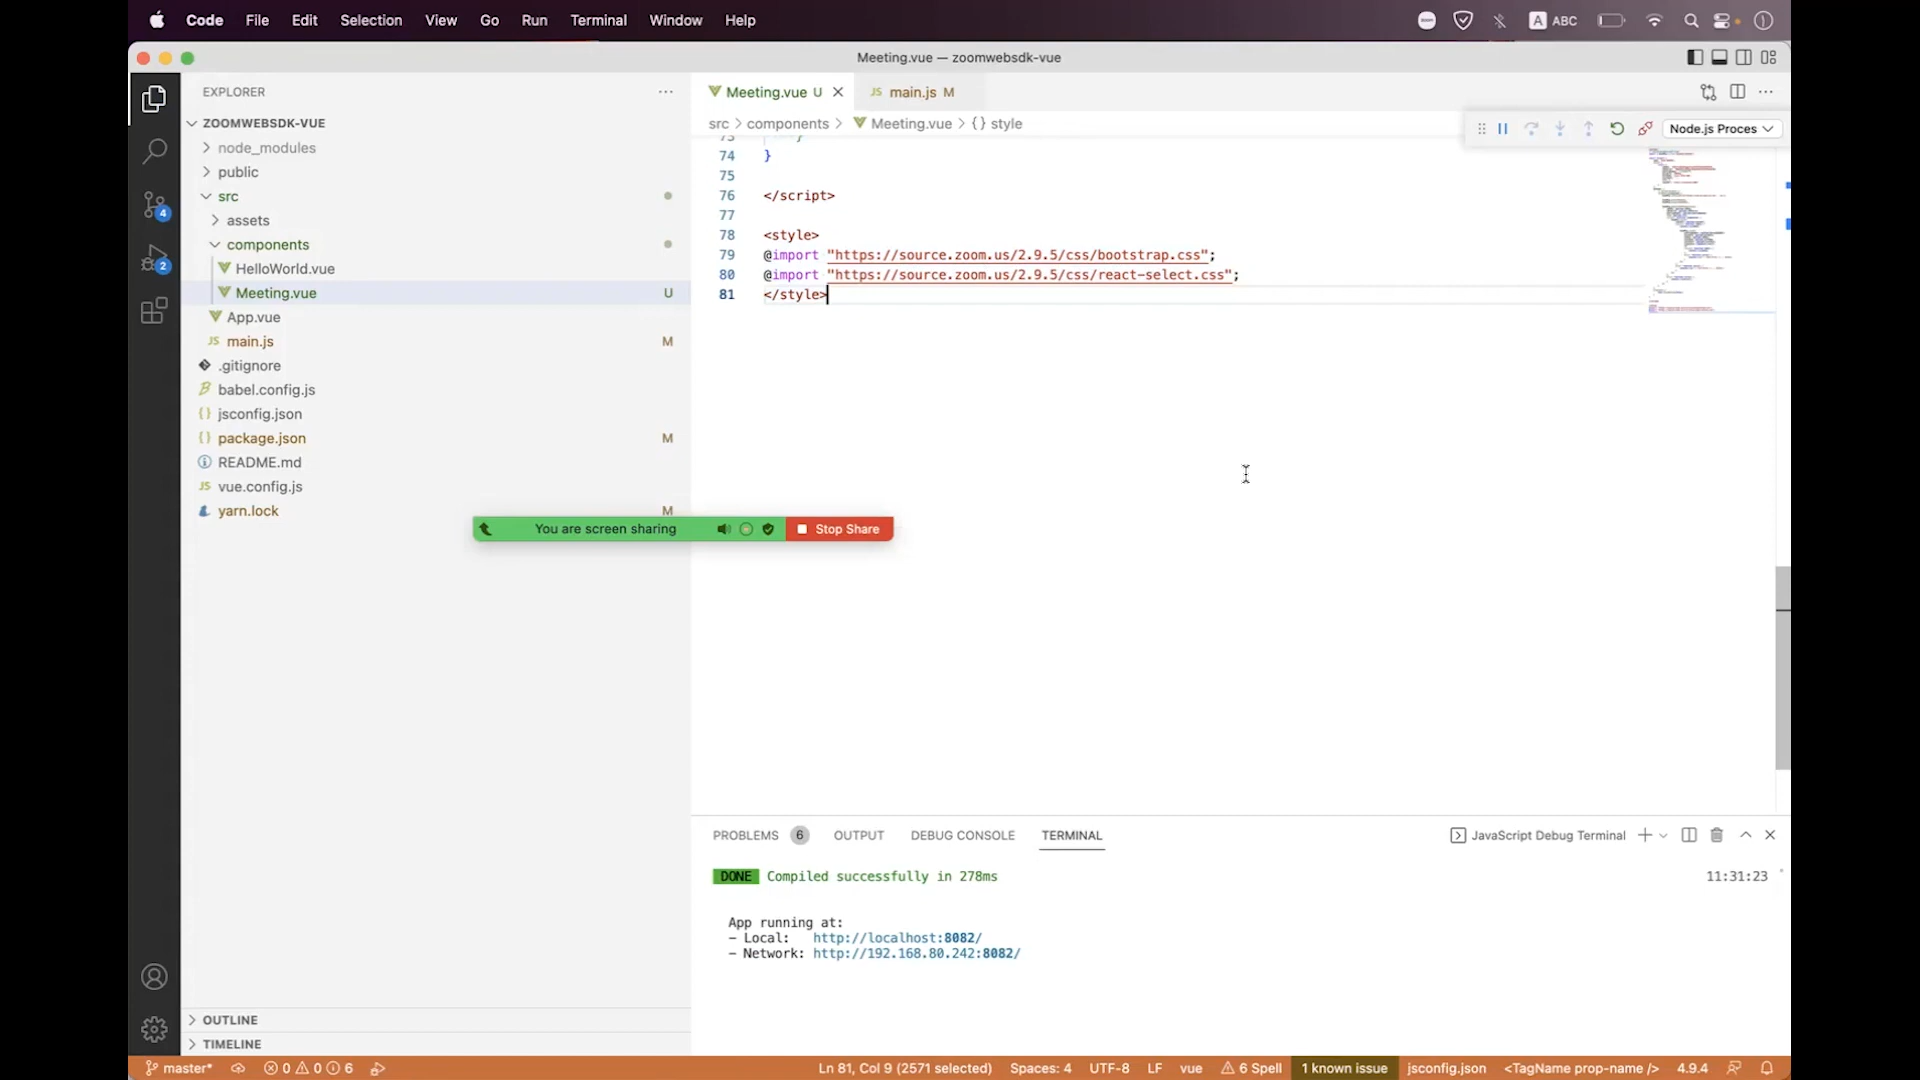 Code File Edit Selection View Go Run Terminal Window Help
A ABC
Meeting.vue — zoomwebsdk-vue
EXPLORER
ZOOMWEBSDK-VUE
node_modules
public
src
assets
components
HelloWorld.vue
Meeting.vue U
App.vue
JS main.js M
.gitignore
babel.config.js
jsconfig.json
package.json M
README.md
JS vue.config.js
yarn.lock M
4
2
OUTLINE
TIMELINE
Meeting.vue U
JS main.js M
src > components > Meeting.vue > {} style
Node.js Proces
73 }
74 }
75
76 </script>
77
78 <style>
79 @import "https://source.zoom.us/2.9.5/css/bootstrap.css";
80 @import "https://source.zoom.us/2.9.5/css/react-select.css";
81 </style>
You are screen sharing Stop Share
PROBLEMS 6 OUTPUT DEBUG CONSOLE TERMINAL
JavaScript Debug Terminal
DONE Compiled successfully in 278ms 11:31:23
App running at:
- Local: http://localhost:8082/
- Network: http://192.168.80.242:8082/
master* 0 0 6
Ln 81, Col 9 (2571 selected) Spaces: 4 UTF-8 LF vue 6 Spell 1 known issue jsconfig.json <TagName prop-name /> 4.9.4